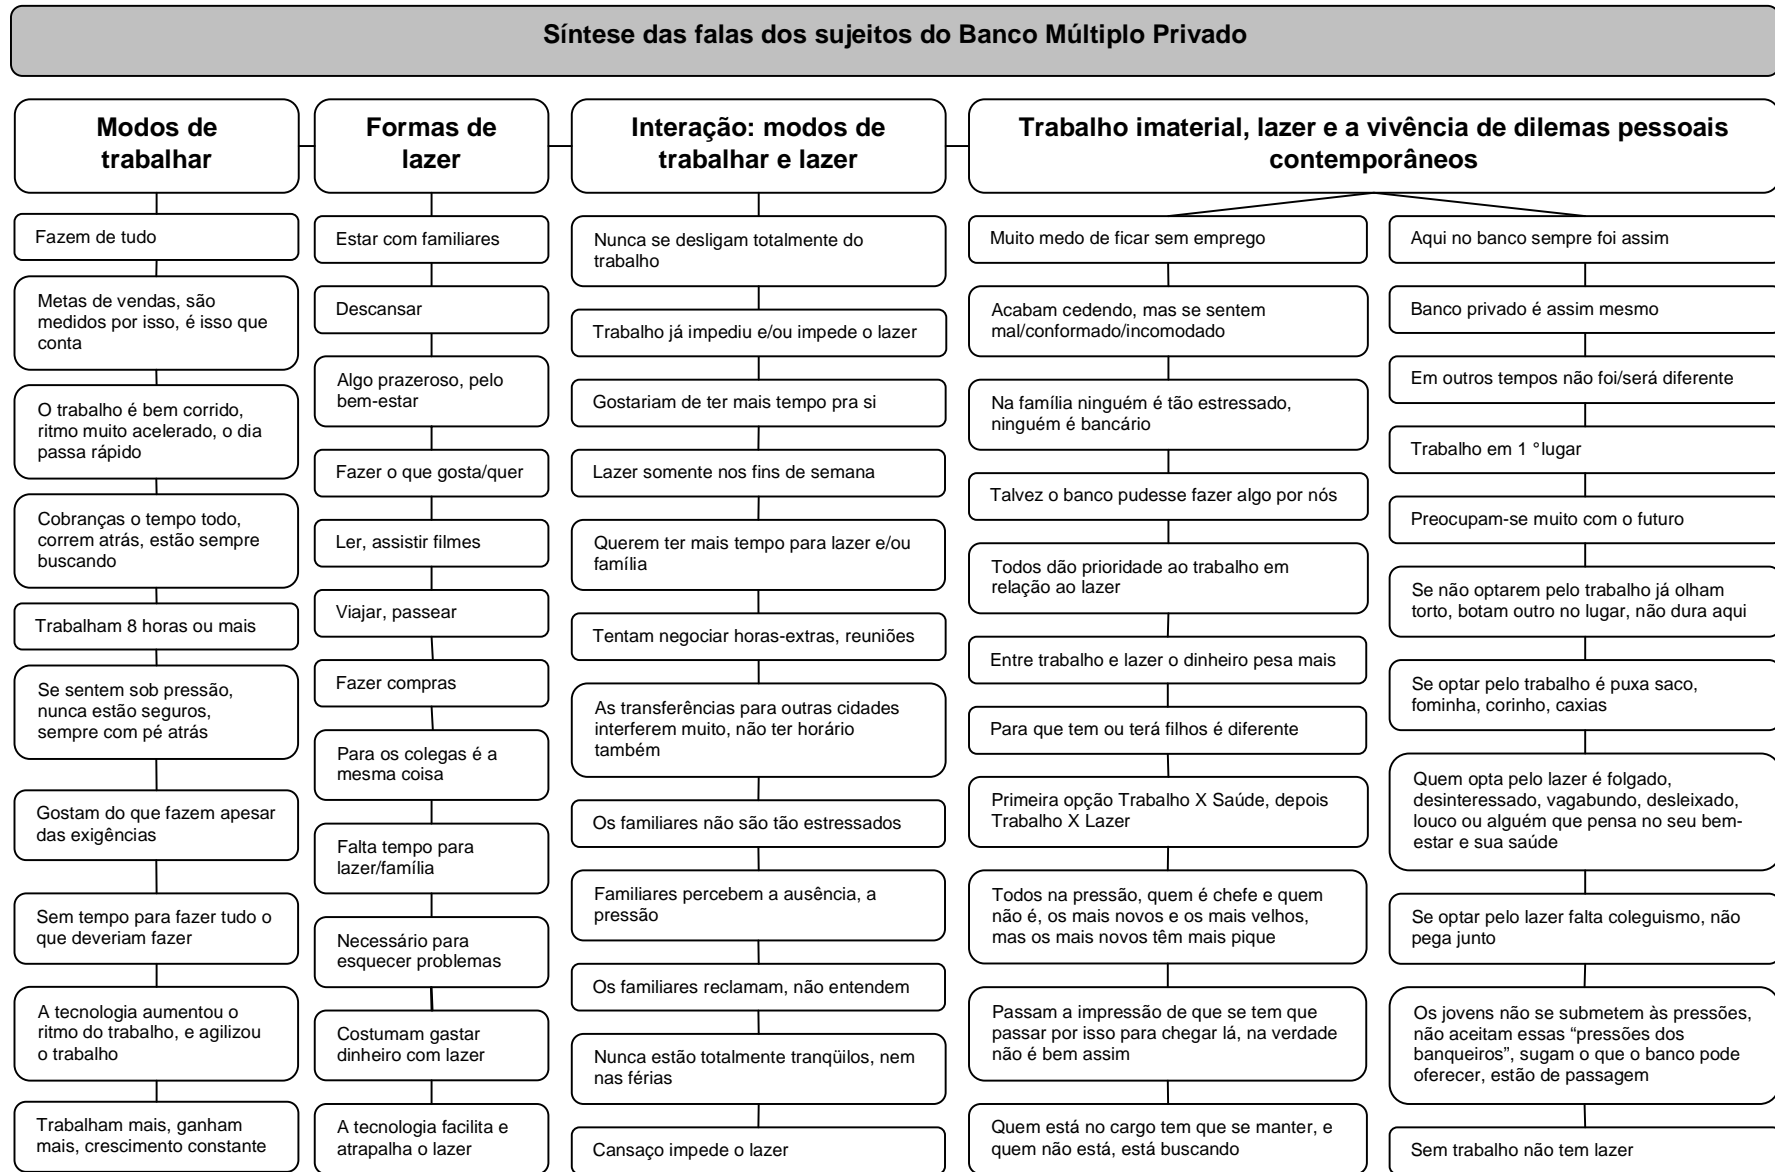 Síntese das falas dos sujeitos do Banco Múltiplo Privado
Modos de
trabalhar
Fazem de tudo
Metas de vendas, são
medidos por isso, é isso que
conta
O trabalho é bem corrido,
ritmo muito acelerado, o dia
passa rápido
Cobranças o tempo todo,
correm atrás, estão sempre
buscando
Trabalham 8 horas ou mais
Se sentem sob pressão,
nunca estão seguros,
sempre com pé atrás
Gostam do que fazem apesar
das exigências
Sem tempo para fazer tudo o
que deveriam fazer
A tecnologia aumentou o
ritmo do trabalho, e agilizou
o trabalho
Trabalham mais, ganham
mais, crescimento constante
Formas de
lazer
Estar com familiares
Descansar
Algo prazeroso, pelo
bem-estar
Fazer o que gosta/quer
Ler, assistir filmes
Viajar, passear
Fazer compras
Para os colegas é a
mesma coisa
Falta tempo para
lazer/família
Necessário para
esquecer problemas
Costumam gastar
dinheiro com lazer
A tecnologia facilita e
atrapalha o lazer
Interação: modos de
trabalhar e lazer
Nunca se desligam totalmente do
trabalho
Trabalho já impediu e/ou impede o lazer
Gostariam de ter mais tempo pra si
Lazer somente nos fins de semana
Querem ter mais tempo para lazer e/ou
família
Tentam negociar horas-extras, reuniões
As transferências para outras cidades
interferem muito, não ter horário
também
Os familiares não são tão estressados
Familiares percebem a ausência, a
pressão
Os familiares reclamam, não entendem
Nunca estão totalmente tranqüilos, nem
nas férias
Cansaço impede o lazer
Trabalho imaterial, lazer e a vivência de dilemas pessoais
contemporâneos
Muito medo de ficar sem emprego
Acabam cedendo, mas se sentem
mal/conformado/incomodado
Na família ninguém é tão estressado,
ninguém é bancário
Talvez o banco pudesse fazer algo por nós
Todos dão prioridade ao trabalho em
relação ao lazer
Entre trabalho e lazer o dinheiro pesa mais
Para que tem ou terá filhos é diferente
Primeira opção Trabalho X Saúde, depois
Trabalho X Lazer
Todos na pressão, quem é chefe e quem
não é, os mais novos e os mais velhos,
mas os mais novos têm mais pique
Passam a impressão de que se tem que
passar por isso para chegar lá, na verdade
não é bem assim
Quem está no cargo tem que se manter, e
quem não está, está buscando
Aqui no banco sempre foi assim
Banco privado é assim mesmo
Em outros tempos não foi/será diferente
Trabalho em 1 °lugar
Preocupam-se muito com o futuro
Se não optarem pelo trabalho já olham
torto, botam outro no lugar, não dura aqui
Se optar pelo trabalho é puxa saco,
fominha, corinho, caxias
Quem opta pelo lazer é folgado,
desinteressado, vagabundo, desleixado,
louco ou alguém que pensa no seu bem-
estar e sua saúde
Se optar pelo lazer falta coleguismo, não
pega junto
Os jovens não se submetem às pressões,
não aceitam essas “pressões dos
banqueiros”, sugam o que o banco pode
oferecer, estão de passagem
Sem trabalho não tem lazer